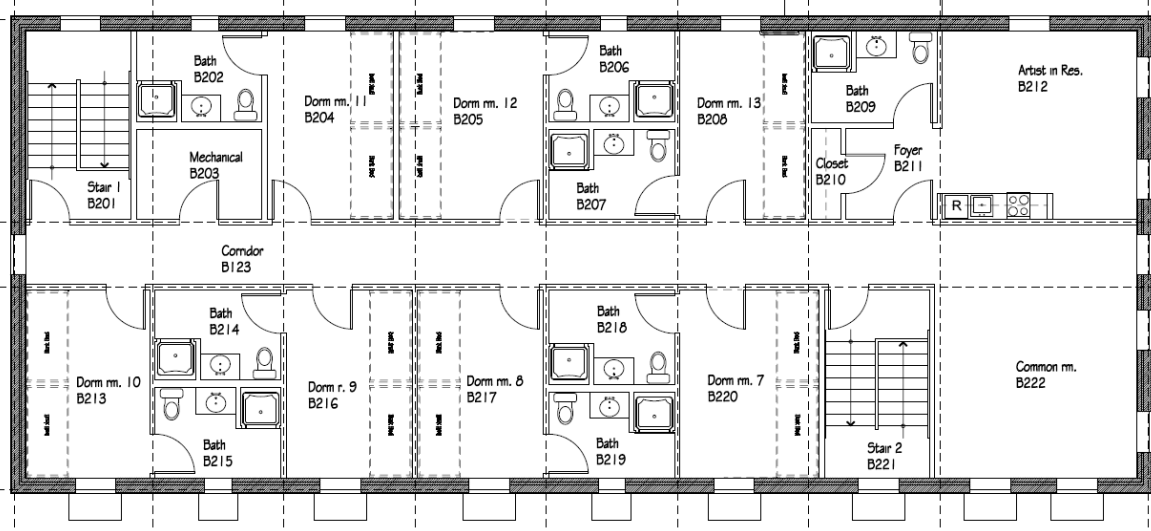 Bath
B202
Dorm rm. 11
B204
Dorm rm. 12
B205
Bath
B206
Dorm rm. 13
B208
Bath
B209
Artist in Res.
B212
Mechanical
B203
Stair 1
B201
Bath
B207
Closet
B210
Foyer
B211
R
Corridor
B123
Dorm rm. 10
B213
Bath
B214
Bath
B215
Dorm r. 9
B216
Dorm rm. 8
B217
Bath
B218
Bath
B219
Dorm rm. 7
B220
Stair 2
B221
Common rm.
B222